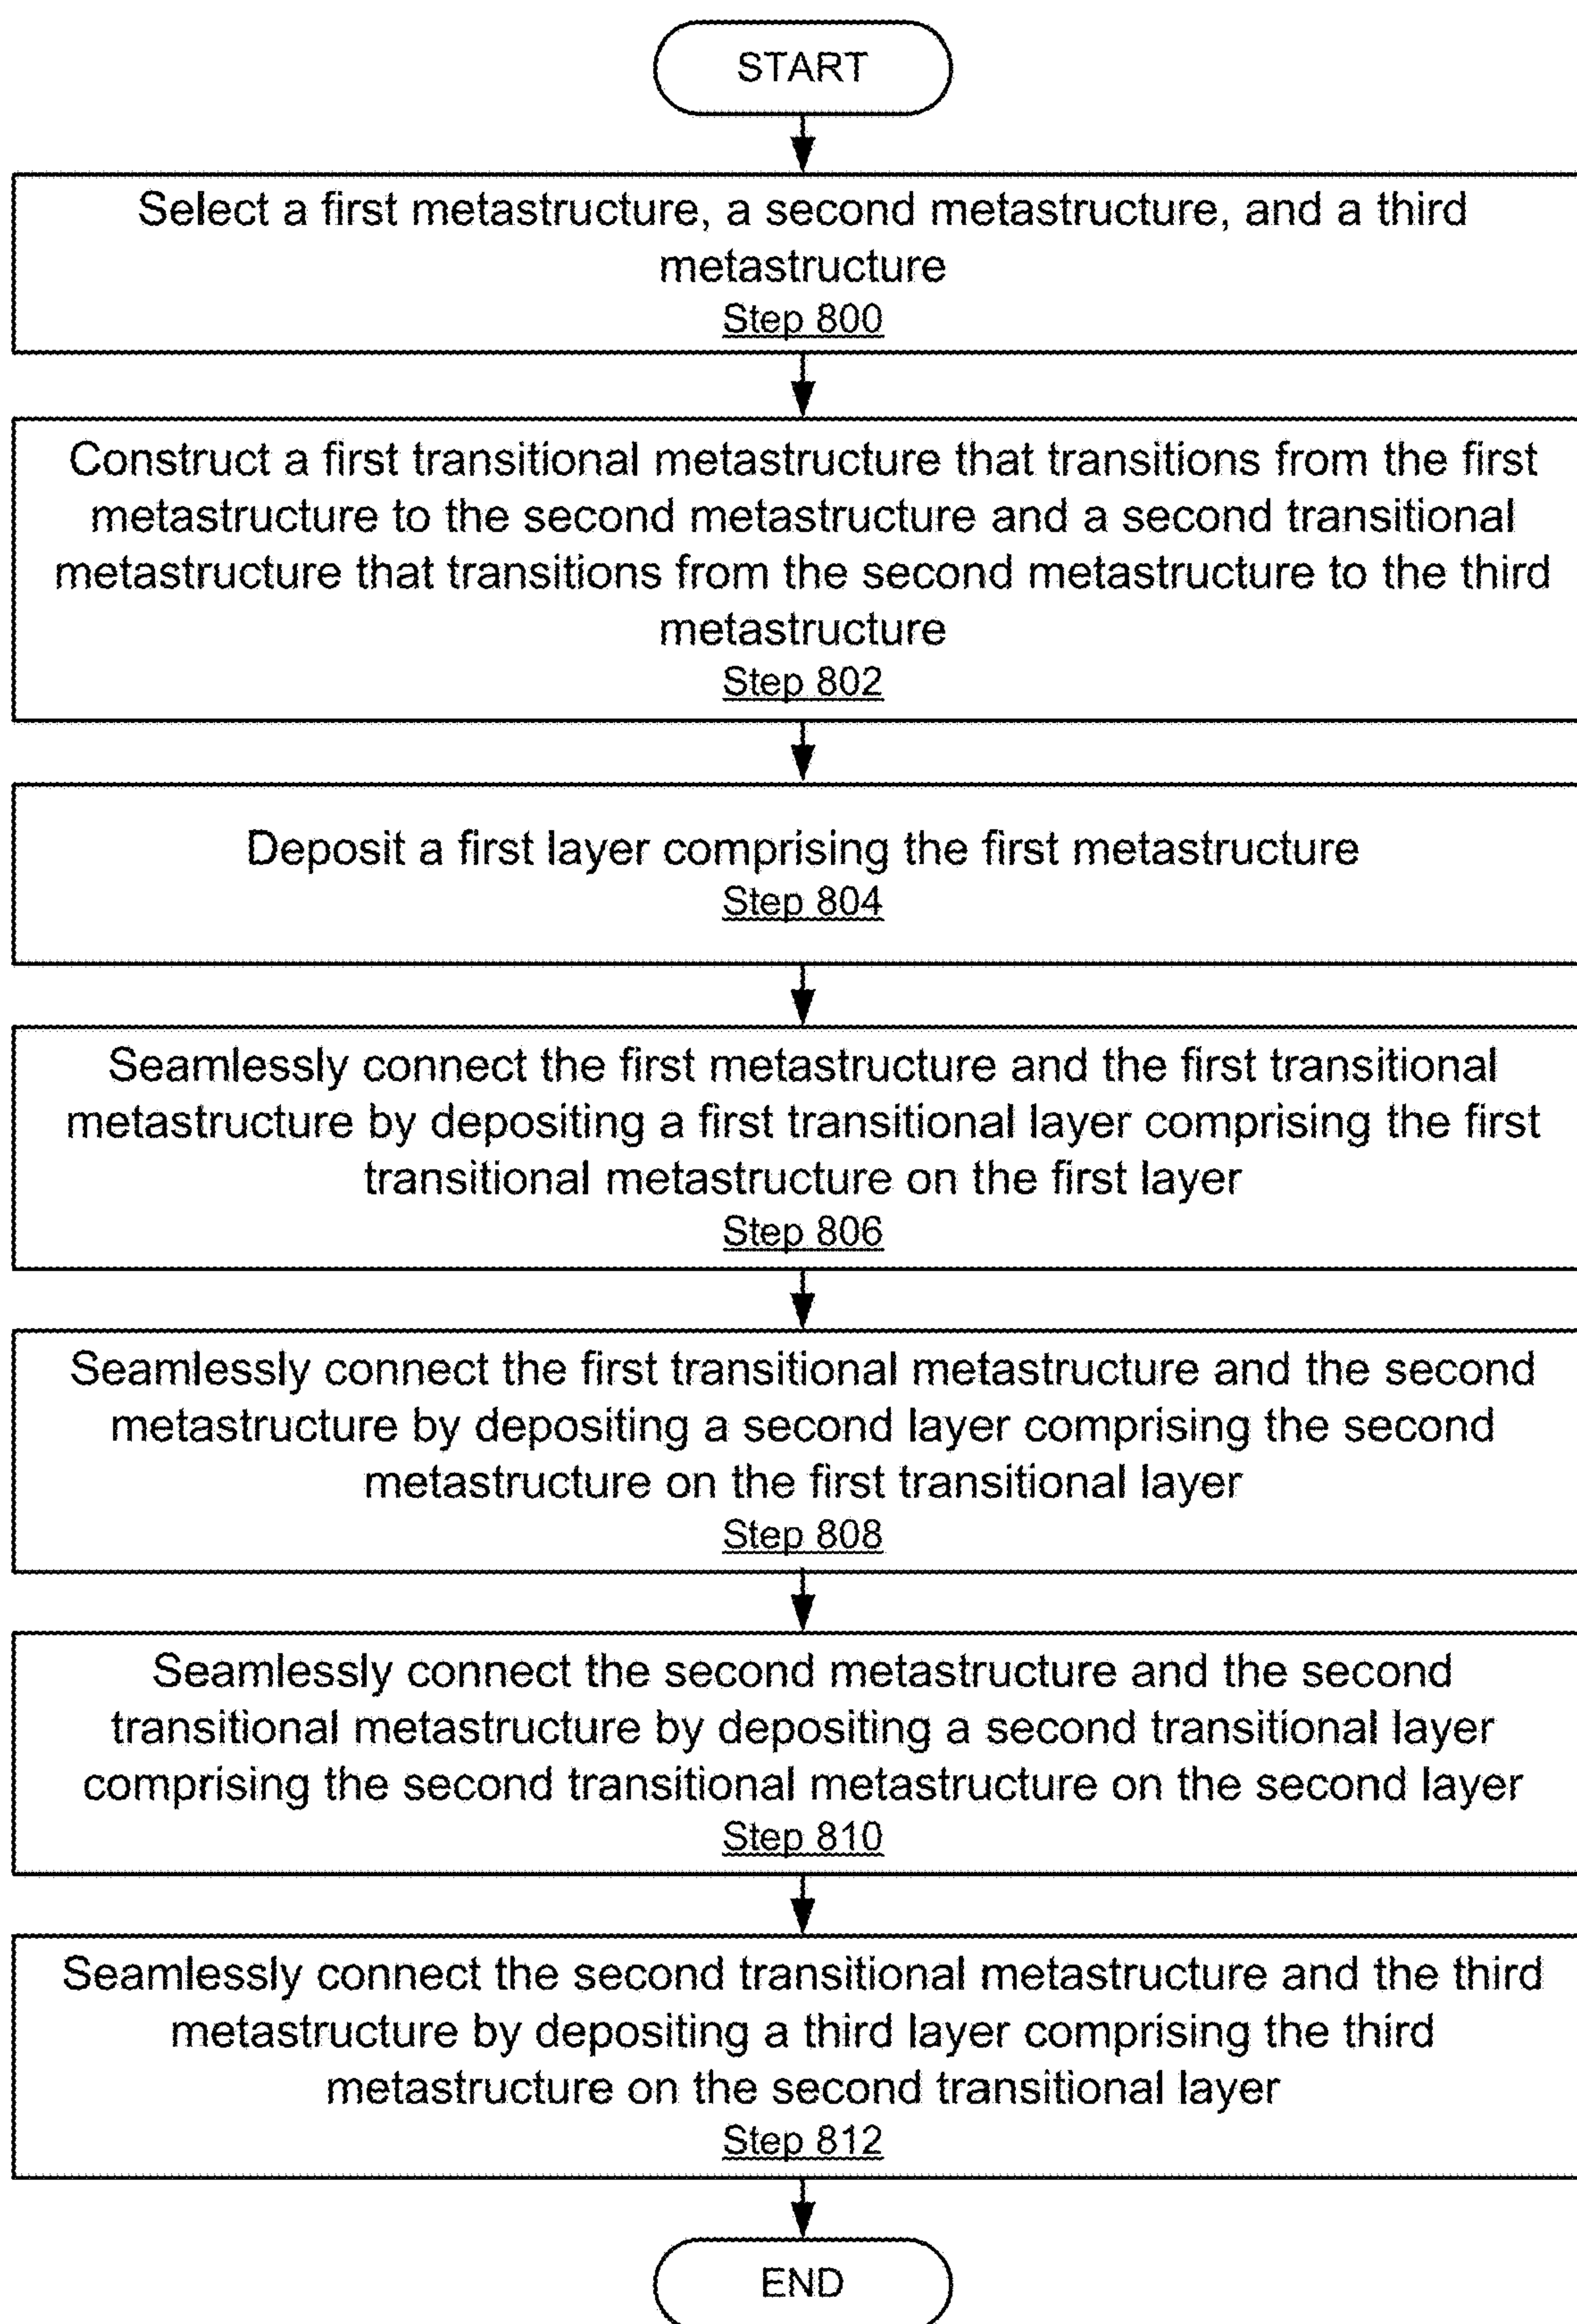 START
Select a first metastructure, a second metastructure, and a third
metastructure
Step 800
Construct a first transitional metastructure that transitions from the first
metastructure to the second metastructure and a second transitional
metastructure that transitions from the second metastructure to the third
metastructure
Step 802
Deposit a first layer comprising the first metastructure
Step 804
Seamlessly connect the first metastructure and the first transitional
metastructure by depositing a first transitional layer comprising the first
transitional metastructure on the first layer
Step 806
Seamlessly connect the first transitional metastructure and the second
metastructure by depositing a second layer comprising the second
metastructure on the first transitional layer
Step 808
Seamlessly connect the second metastructure and the second
transitional metastructure by depositing a second transitional layer
comprising the second transitional metastructure on the second layer
Step 810
Seamlessly connect the second transitional metastructure and the third
metastructure by depositing a third layer comprising the third
metastructure on the second transitional layer
Step 812
END